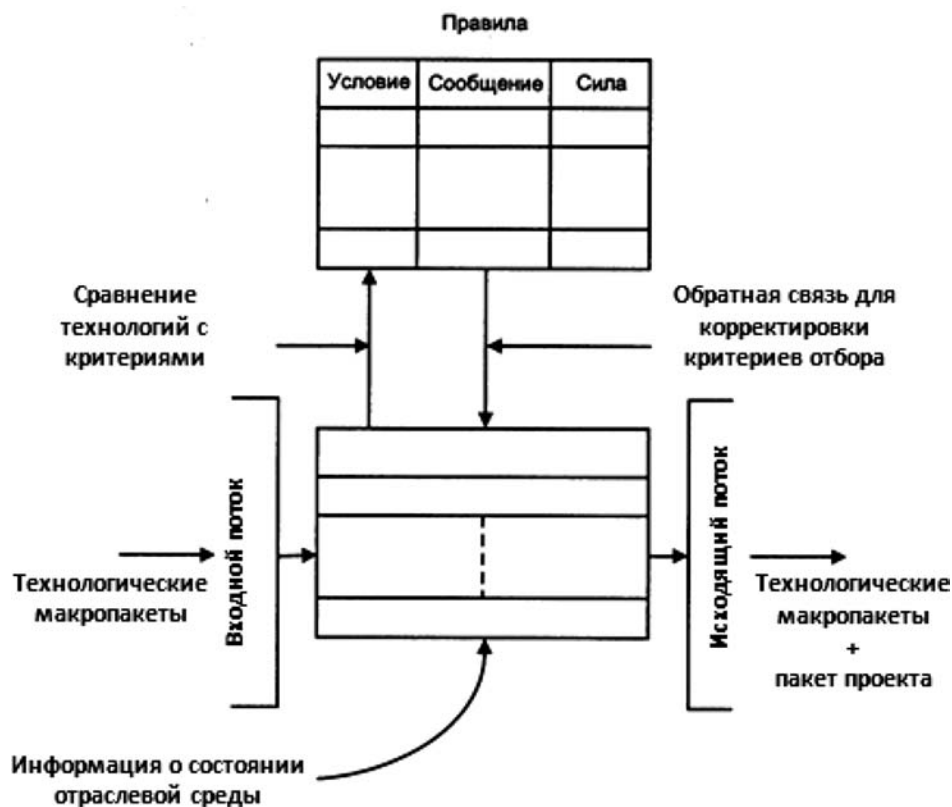 Правила
Условие
Сообщение
Сила
Сравнение
технологий с
критериями
Обратная связь для
корректировки
критериев отбора
Входной поток
Исходящий поток
Технологические
макропакеты
Технологические
макропакеты
+
пакет проекта
Информация о состоянии
отраслевой среды